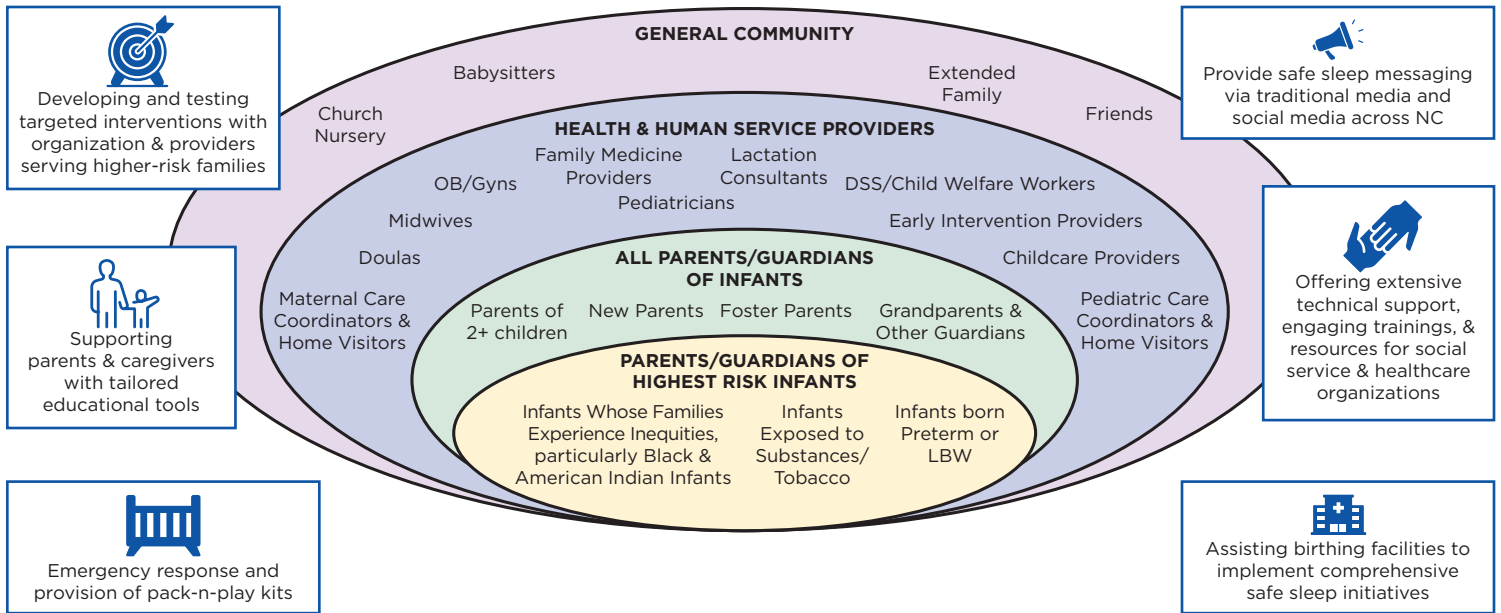 Developing and testing
targeted interventions with
organization & providers
serving higher-risk families
Supporting
parents & caregivers
with tailored
educational tools
Emergency response and
provision of pack-n-play kits
GENERAL COMMUNITY
Babysitters
Extended
Family
Church
Nursery
Friends
HEALTH & HUMAN SERVICE PROVIDERS
Family Medicine
Providers
Lactation
Consultants
OB/Gyns
Pediatricians
DSS/Child Welfare Workers
Midwives
Early Intervention Providers
Doulas
Childcare Providers
Maternal Care
Coordinators &
Home Visitors
Pediatric Care
Coordinators &
Home Visitors
ALL PARENTS/GUARDIANS
OF INFANTS
Parents of
2+ children
New Parents
Foster Parents
Grandparents &
Other Guardians
PARENTS/GUARDIANS OF
HIGHEST RISK INFANTS
Infants Whose Families
Experience Inequities,
particularly Black &
American Indian Infants
Infants
Exposed to
Substances/
Tobacco
Infants born
Preterm or
LBW
Provide safe sleep messaging
via traditional media and
social media across NC
Offering extensive
technical support,
engaging trainings, &
resources for social
service & healthcare
organizations
Assisting birthing facilities to
implement comprehensive
safe sleep initiatives